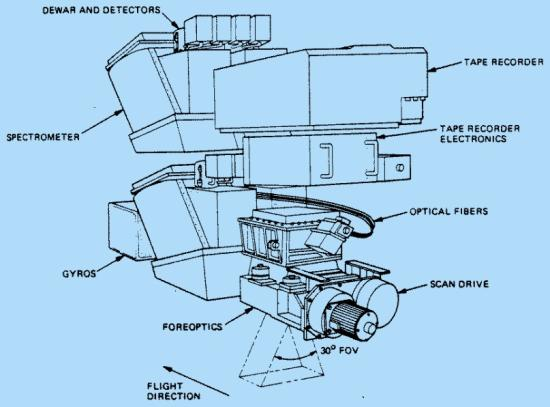 DEWAR AND DETECTORS
TAPE RECORDER
SPECTROMETER
TAPE RECORDER
ELECTRONICS
OPTICAL FIBERS
GYROS
SCAN DRIVE
FOREOPTICS
30° FOV
FLIGHT
DIRECTION